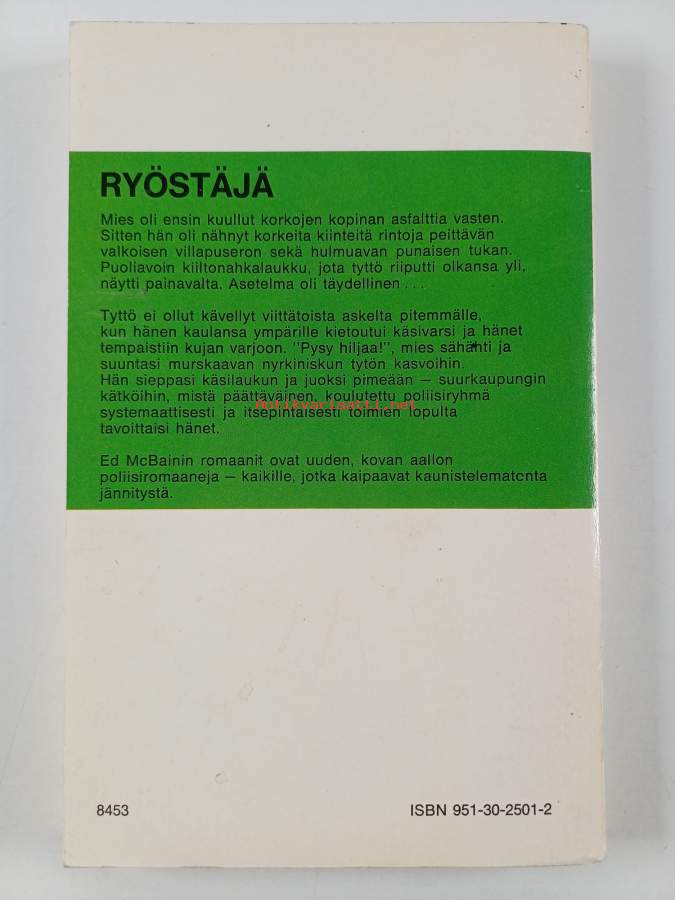 RYÖSTÄJÄ
Mies oli ensin kuullut korkojen kopinan asfalttia vasten.
Sitten hän oli nähnyt korkeita kiinteitä rintoja peittävän
valkoisen villapuseron sekä hulmuavan punaisen tukan.
Puoliavoin kiiltonahkalaukku, jota tyttö riiputti olkansa yli,
näytti painavalta. Asetelma oli täydellinen . . .
Tyttö ei ollut kävellyt viittätoista askelta pitemmälle,
kun hänen kaulansa ympärille kietoutui käsivarsi ja hänet
tempaistiin kujan varjoon. ''Pysy hiljaa!'', mies sähähti ja
suuntasi murskaavan nyrkiniskun tytön kasvoihin.
Hän sieppasi käsilaukun ja juoksi pimeään — suurkaupungin
kätköihin, mistä päättäväinen, koulutettu poliisiryhmä
Antikvariaatti.net
systemaattisesti ja itsepintaisesti toimien lopulta
tavoittaisi hänet.
Ed McBainin romaanit ovat uuden, kovan aallon
poliisiromaaneja — kaikille, jotka kaipaavat kaunistelematonta
jännitystä.
8453
ISBN 951-30-2501-2